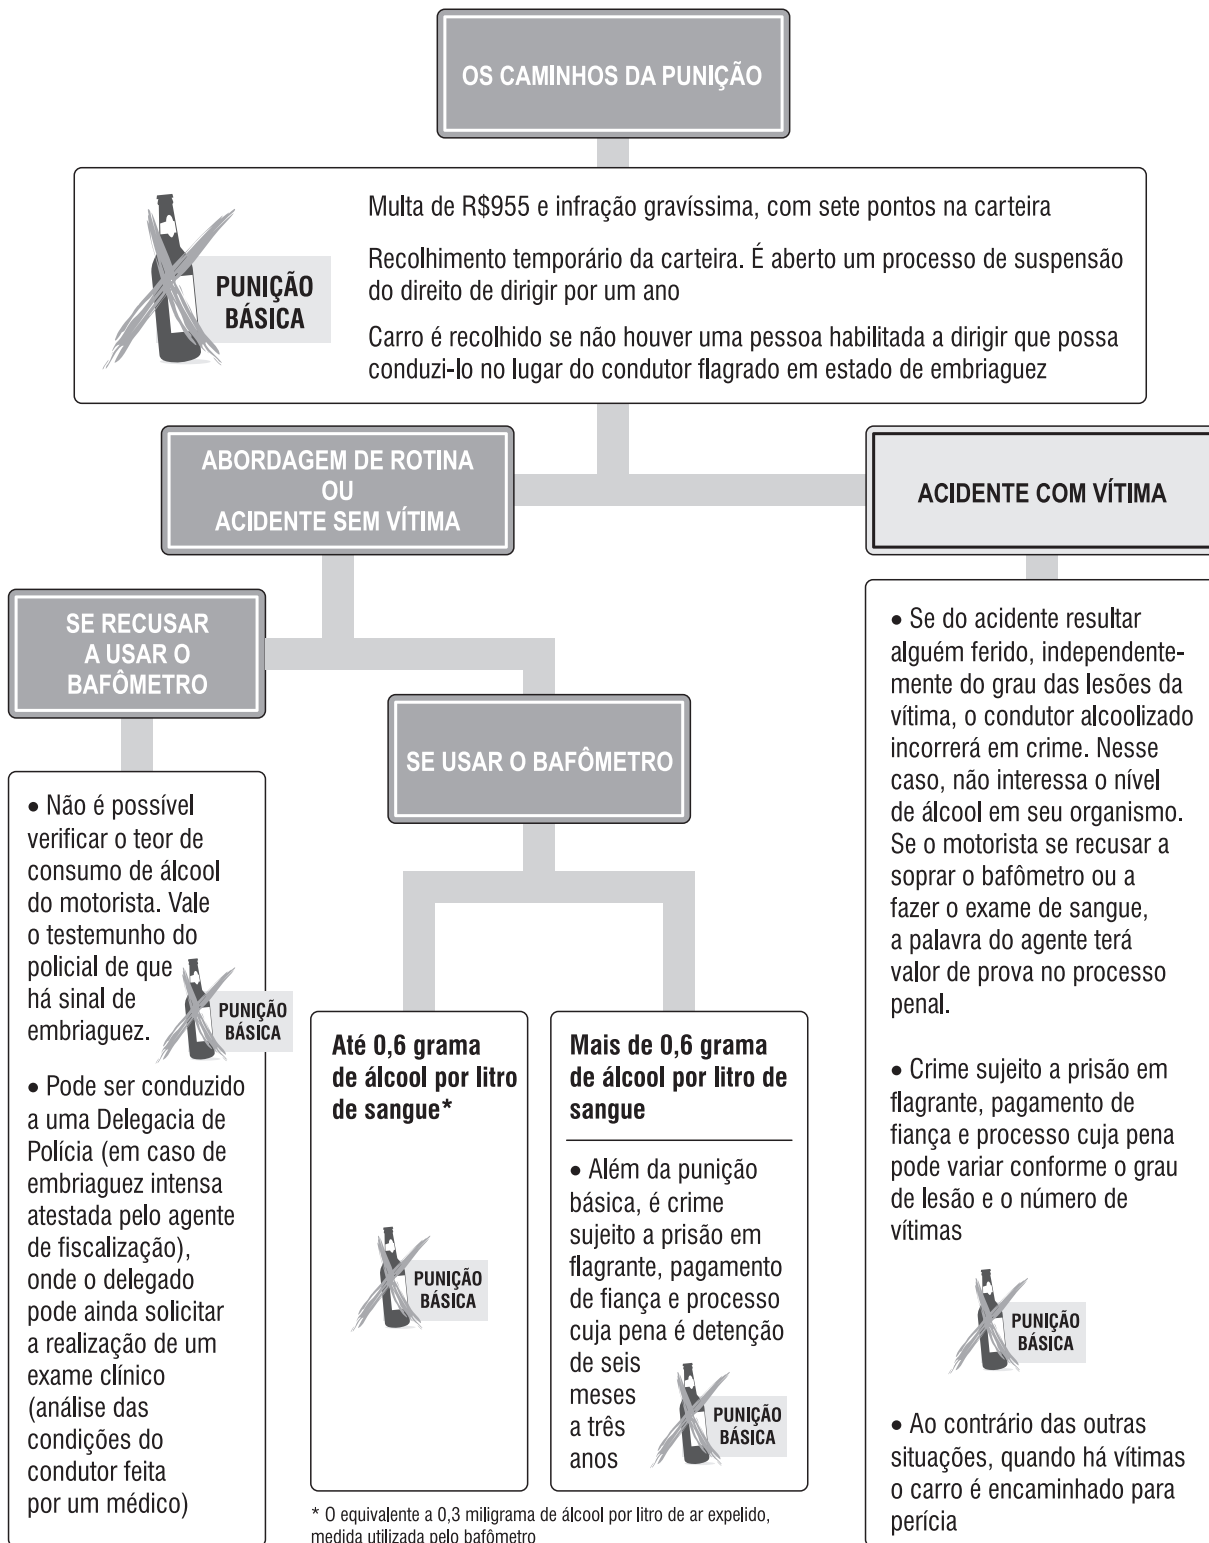 OS CAMINHOS DA PUNIÇÃO
PUNIÇÃO
BÁSICA
Multa de R$955 e infração gravíssima, com sete pontos na carteira
Recolhimento temporário da carteira. É aberto um processo de suspensão
do direito de dirigir por um ano
Carro é recolhido se não houver uma pessoa habilitada a dirigir que possa
conduzi-lo no lugar do condutor flagrado em estado de embriaguez
ABORDAGEM DE ROTINA
OU
ACIDENTE SEM VÍTIMA
SE RECUSAR
A USAR O
BAFÔMETRO
• Não é possível
verificar o teor de
consumo de álcool
do motorista. Vale
o testemunho do
policial de que
há sinal de
embriaguez.
PUNIÇÃO
BÁSICA
• Pode ser conduzido
a uma Delegacia de
Polícia (em caso de
embriaguez intensa
atestada pelo agente
de fiscalização),
onde o delegado
pode ainda solicitar
a realização de um
exame clínico
(análise das
condições do
condutor feita
por um médico)
SE USAR O BAFÔMETRO
Até 0,6 grama
de álcool por litro
de sangue*
PUNIÇÃO
BÁSICA
Mais de 0,6 grama
de álcool por litro de
sangue
• Além da punição
básica, é crime
sujeito a prisão em
flagrante, pagamento
de fiança e processo
cuja pena é detenção
de seis
meses
a três
anos
PUNIÇÃO
BÁSICA
* O equivalente a 0,3 miligrama de álcool por litro de ar expelido,
medida utilizada pelo bafômetro
ACIDENTE COM VÍTIMA
• Se do acidente resultar
alguém ferido, independente-
mente do grau das lesões da
vítima, o condutor alcoolizado
incorrerá em crime. Nesse
caso, não interessa o nível
de álcool em seu organismo.
Se o motorista se recusar a
soprar o bafômetro ou a
fazer o exame de sangue,
a palavra do agente terá
valor de prova no processo
penal.
• Crime sujeito a prisão em
flagrante, pagamento de
fiança e processo cuja pena
pode variar conforme o grau
de lesão e o número de
vítimas
PUNIÇÃO
BÁSICA
• Ao contrário das outras
situações, quando há vítimas
o carro é encaminhado para
perícia